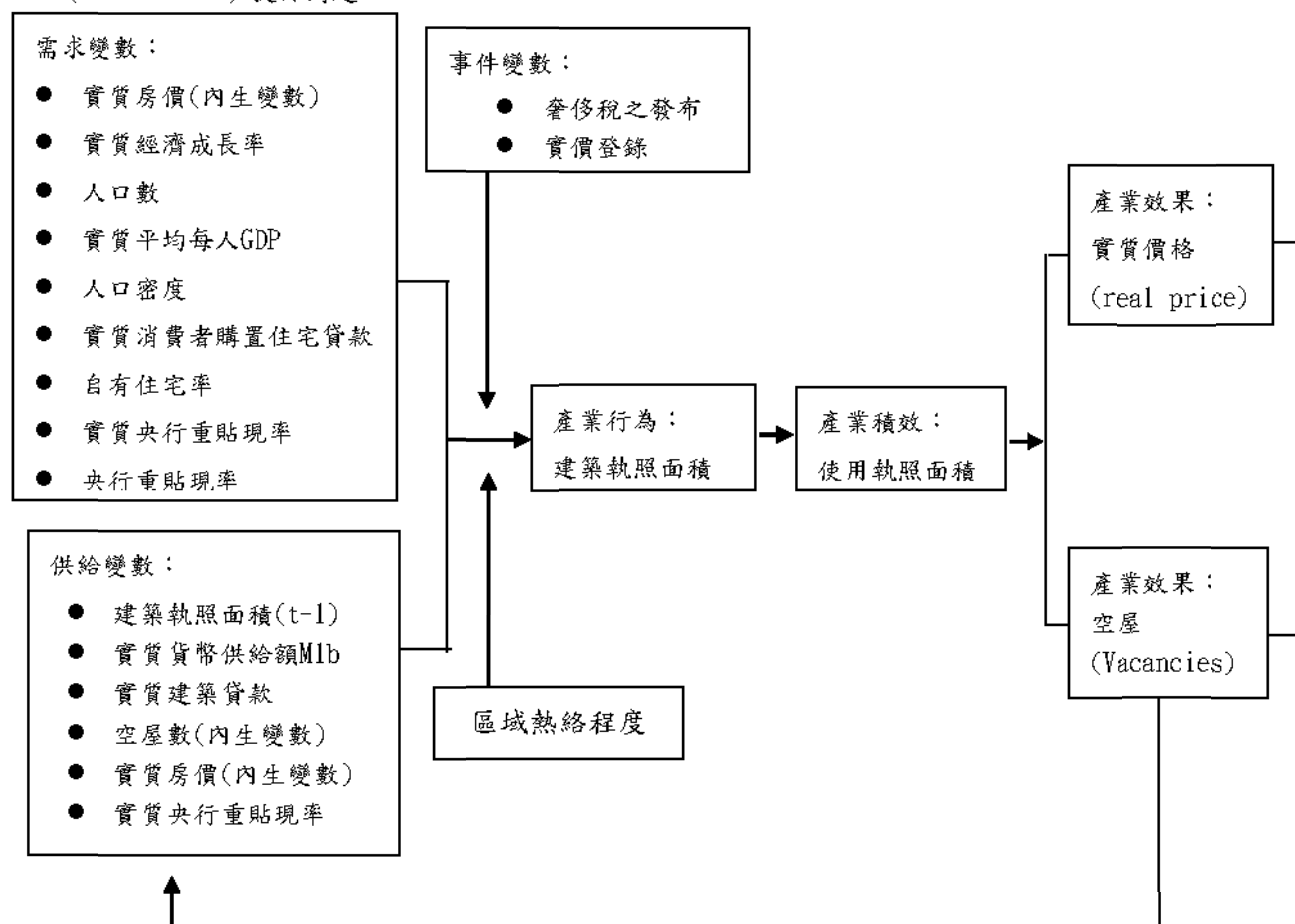 需求變數：
● 實質房價(內生變數)
● 實質經濟成長率
● 人口數
● 實質平均每人GDP
● 人口密度
● 實質消費者購置住宅貸款
● 自有住宅率
● 實質央行重貼現率
● 央行重貼現率
供給變數：
● 建築執照面積(t-1)
● 實質貨幣供給額M1b
● 實質建築貸款
● 空屋數(內生變數)
● 實質房價(內生變數)
● 實質央行重貼現率
事件變數：
● 奢侈稅之發布
● 實價登錄
區域熱絡程度
產業行為：
建築執照面積
產業積效：
使用執照面積
產業效果：
實質價格
(real price)
產業效果：
空屋
(Vacancies)